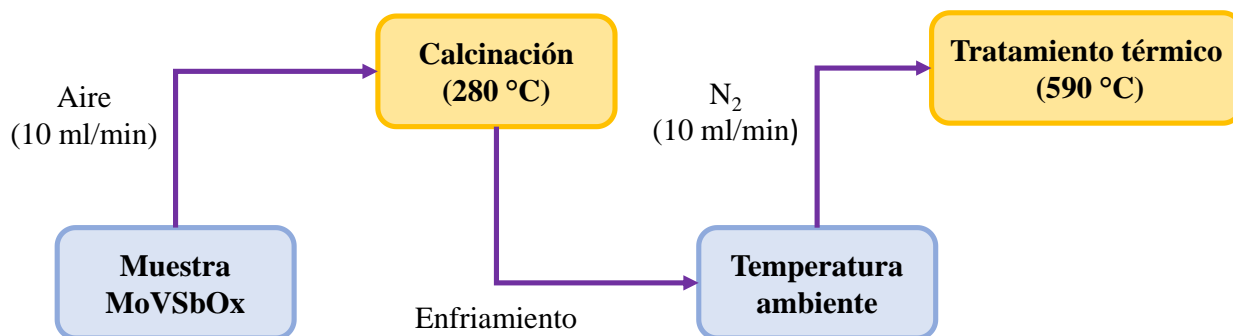 Aire
(10 ml/min)
Muestra
MoVSbOx
Calcinación
(280 °C)
Enfriamiento
Temperatura
ambiente
N₂
(10 ml/min)
Tratamiento térmico
(590 °C)